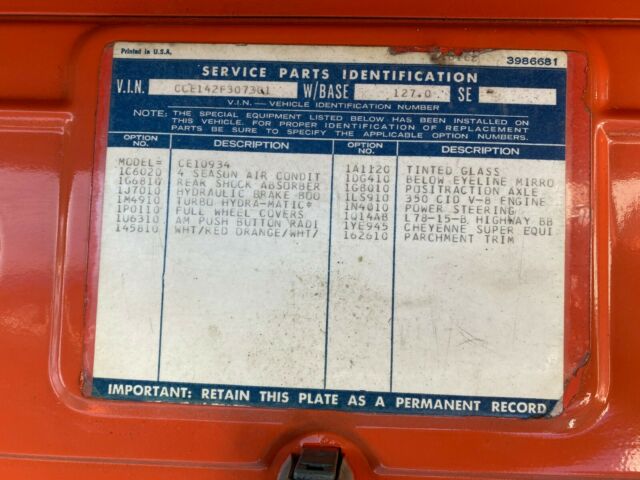 Printed in U.S.A.
3986681
SERVICE PARTS IDENTIFICATION
V.I.N. CCE142F307301 W/BASE 127.0 SE
V.I.N. — VEHICLE IDENTIFICATION NUMBER
NOTE: THE SPECIAL EQUIPMENT LISTED BELOW HAS BEEN INSTALLED ON
THIS VEHICLE. FOR PROPER IDENTIFICATION OF REPLACEMENT
PARTS BE SURE TO SPECIFY THE APPLICABLE OPTION NUMBERS.
OPTION NO. DESCRIPTION OPTION NO. DESCRIPTION
MODEL= CE10934 1A1120 TINTED GLASS
1C6020 4 SEASON AIR CONDIT 1DG410 BELOW EYELINE MIRRO
1G6810 REAR SHOCK ABSORBER 1G8010 POSITRACTION AXLE
1J7010 HYDRAULIC BRAKE BOO 1LS910 350 CID V-8 ENGINE
1M4910 TURBO HYDRA-MATIC* 1N4010 POWER STEERING
1P0110 FULL WHEEL COVERS 1Q14AB L78-15-B HIGHWAY BB
1U6310 AM PUSH BUTTON RADI 1YE945 CHEYENNE SUPER EQUI
145810 WHT/RED ORANGE/WHT/ 162610 PARCHMENT TRIM
IMPORTANT: RETAIN THIS PLATE AS A PERMANENT RECORD